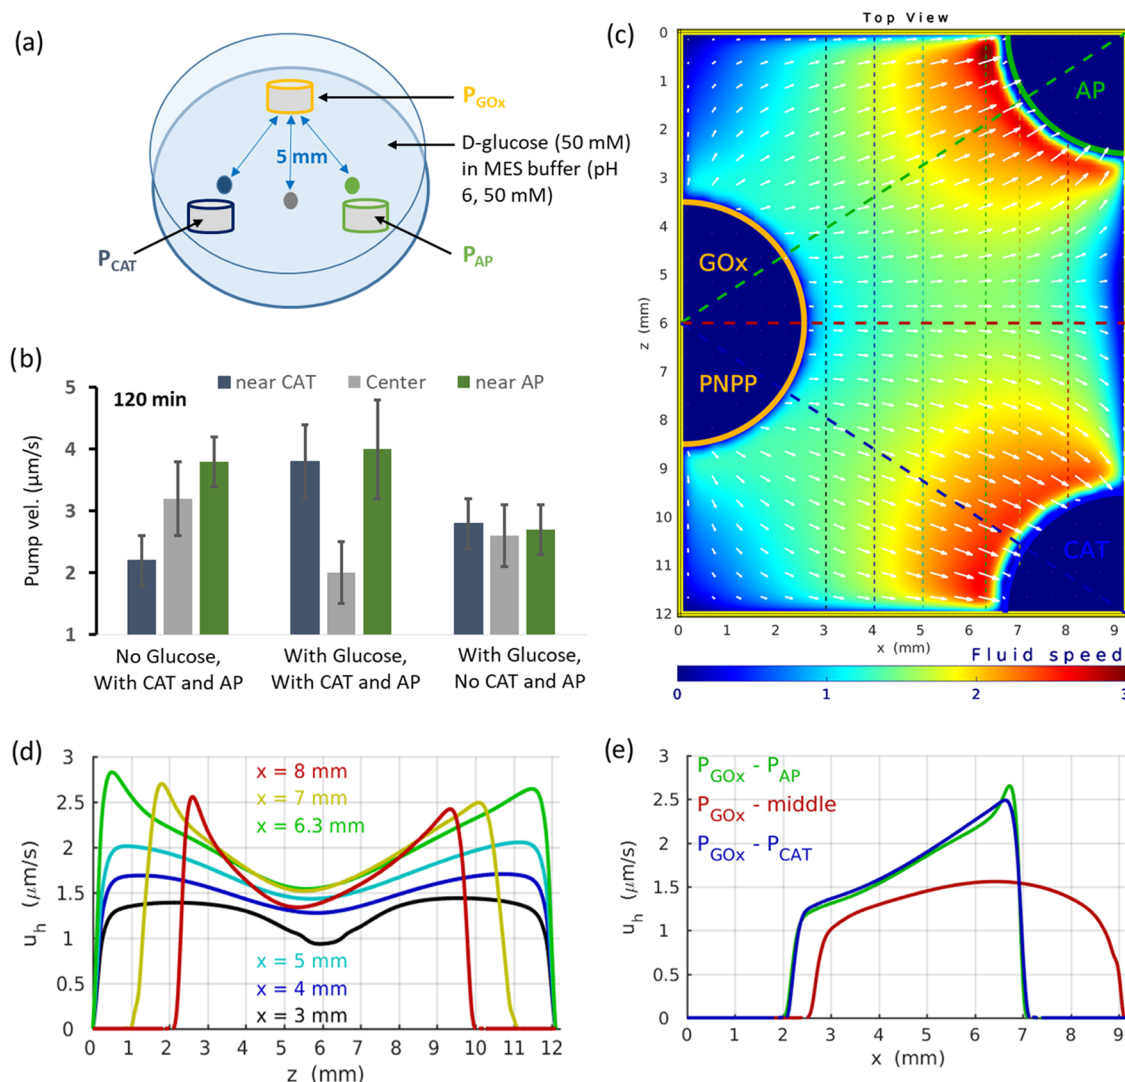 (a)
P_GOx
5 mm
D-glucose (50 mM)
in MES buffer (pH
6, 50 mM)
P_CAT
P_AP
(b)
near CAT
Center
near AP
120 min
Pump vel. (µm/s)
5
4
3
2
1
No Glucose,
With CAT and AP
With Glucose,
With CAT and AP
With Glucose,
No CAT and AP
(c)
Top View
AP
GOx
PNPP
CAT
z (mm)
0
1
2
3
4
5
6
7
8
9
10
11
12
0 1 2 3 4 5 6 7 8 9
x (mm)
Fluid speed
0 1 2 3
(d)
u_h (µm/s)
3
2.5
2
1.5
1
0.5
0
x = 8 mm
x = 7 mm
x = 6.3 mm
x = 5 mm
x = 4 mm
x = 3 mm
0 1 2 3 4 5 6 7 8 9 10 11 12
z (mm)
(e)
u_h (µm/s)
3
2.5
2
1.5
1
0.5
0
P_GOx - P_AP
P_GOx - middle
P_GOx - P_CAT
0 1 2 3 4 5 6 7 8 9
x (mm)